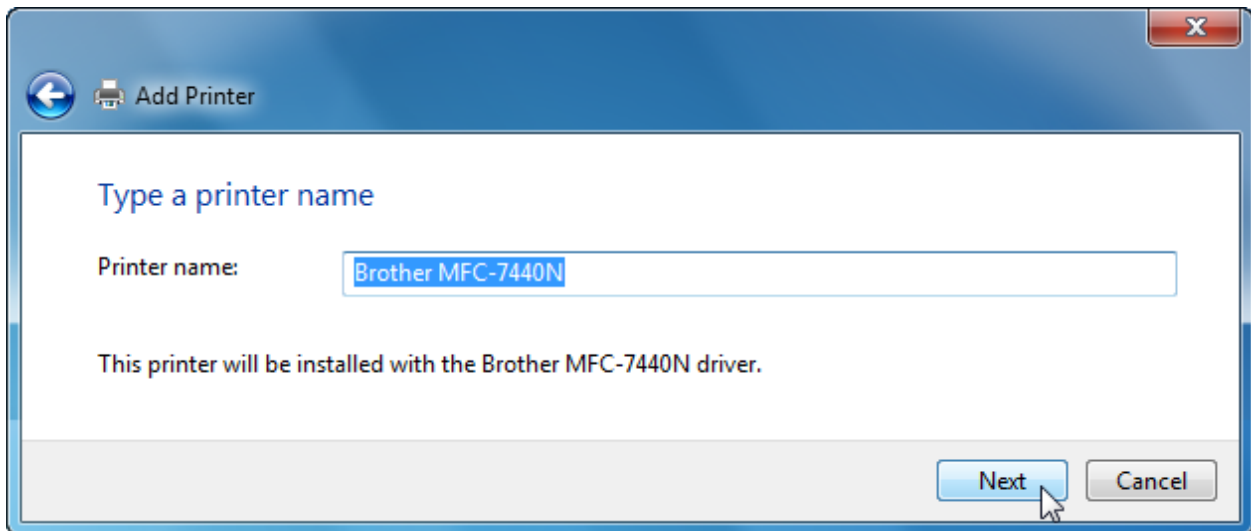 Add Printer
Type a printer name
Printer name: Brother MFC-7440N
This printer will be installed with the Brother MFC-7440N driver.
Next Cancel